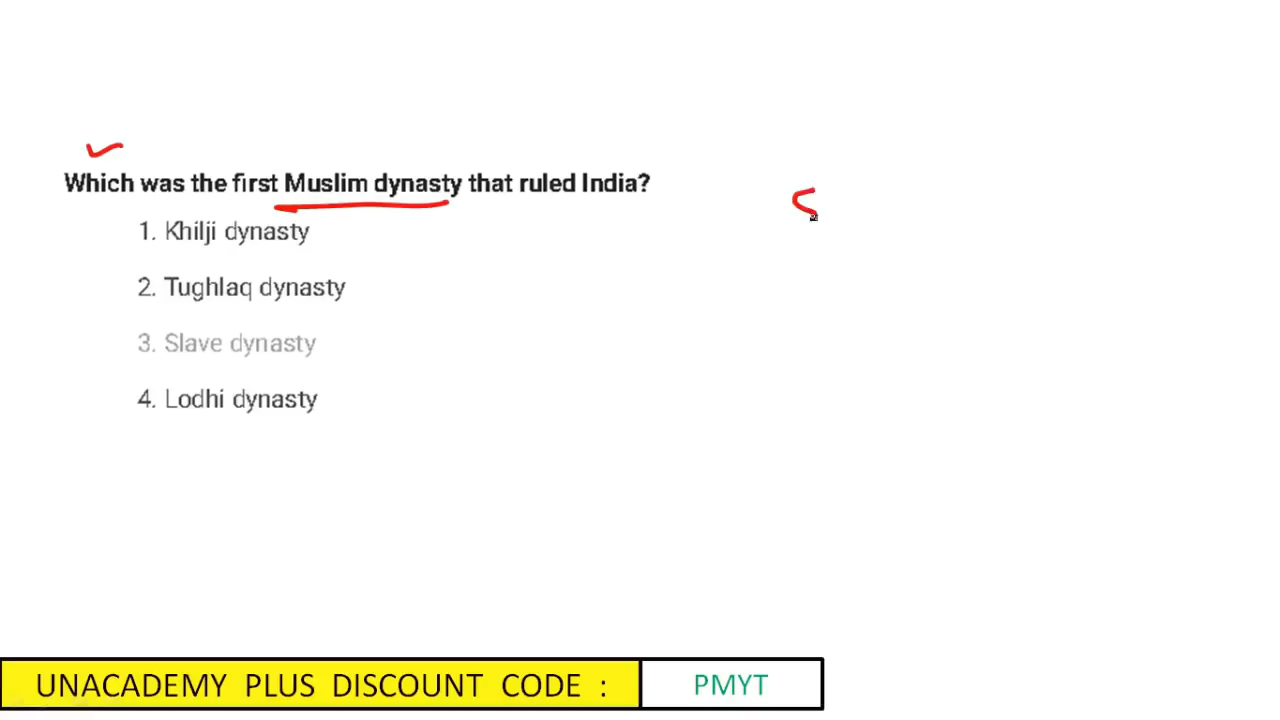 Which was the first Muslim dynasty that ruled India?
1. Khilji dynasty
2. Tughlaq dynasty
3. Slave dynasty
4. Lodhi dynasty
UNACADEMY PLUS DISCOUNT CODE : PMYT